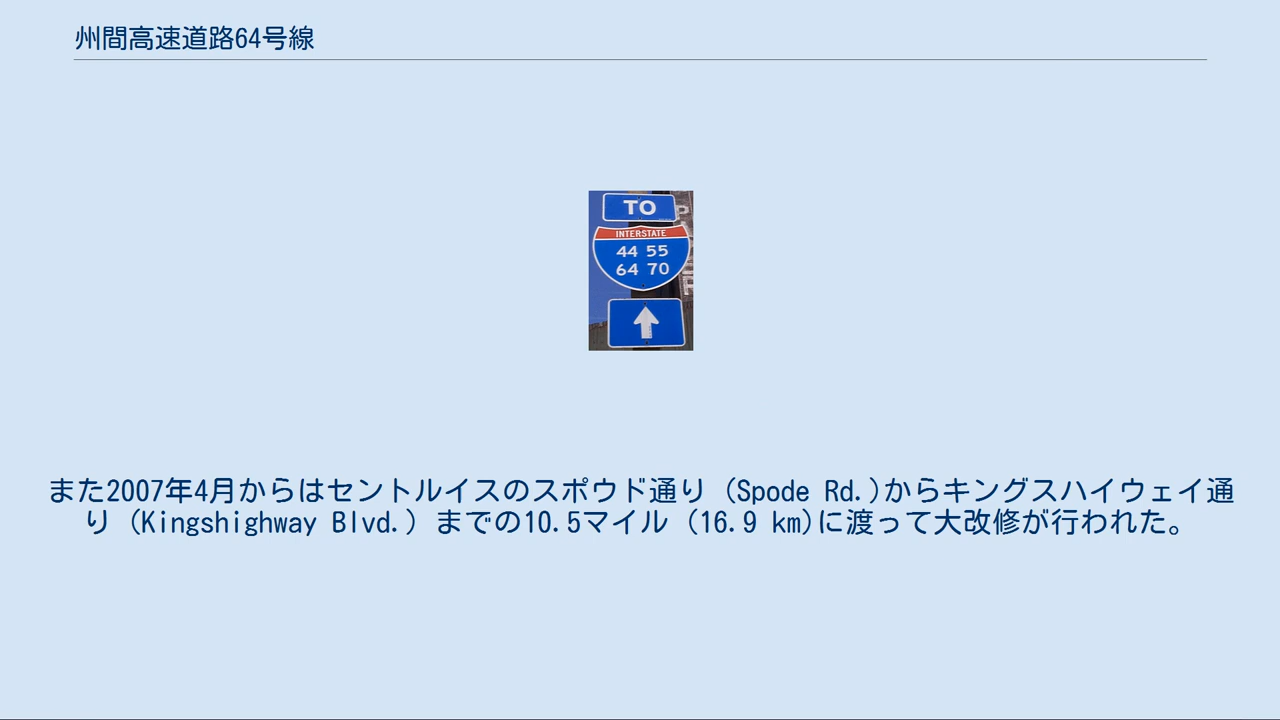 州間高速道路64号線
TO
INTERSTATE
44 55
64 70
また2007年4月からはセントルイスのスポウド通り (Spode Rd.)からキングスハイウェイ通
り (Kingshighway Blvd.) までの10.5マイル (16.9 km)に渡って大改修が行われた。